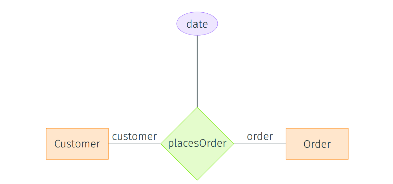 date
Customer
customer
placesOrder
order
Order